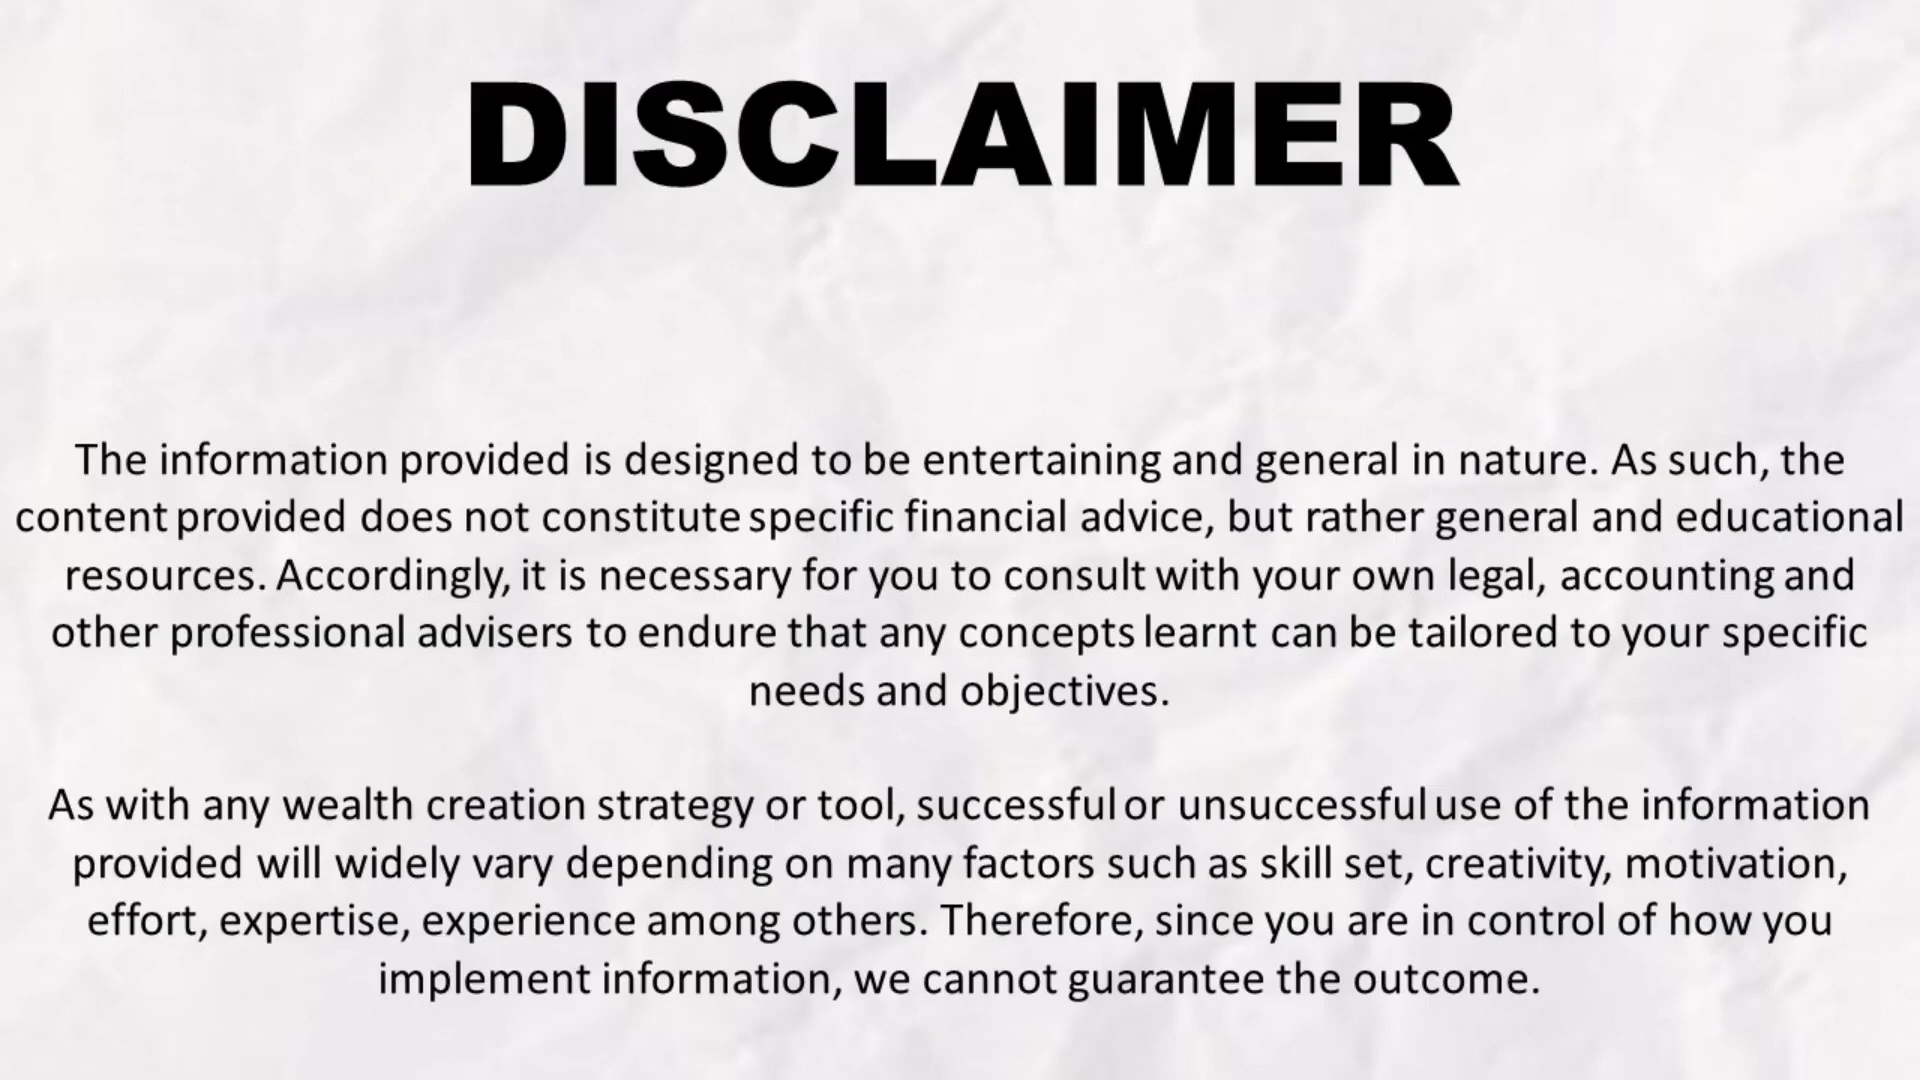 DISCLAIMER
The information provided is designed to be entertaining and general in nature. As such, the
content provided does not constitute specific financial advice, but rather general and educational
resources. Accordingly, it is necessary for you to consult with your own legal, accounting and
other professional advisers to endure that any concepts learnt can be tailored to your specific
needs and objectives.
As with any wealth creation strategy or tool, successful or unsuccessful use of the information
provided will widely vary depending on many factors such as skill set, creativity, motivation,
effort, expertise, experience among others. Therefore, since you are in control of how you
implement information, we cannot guarantee the outcome.